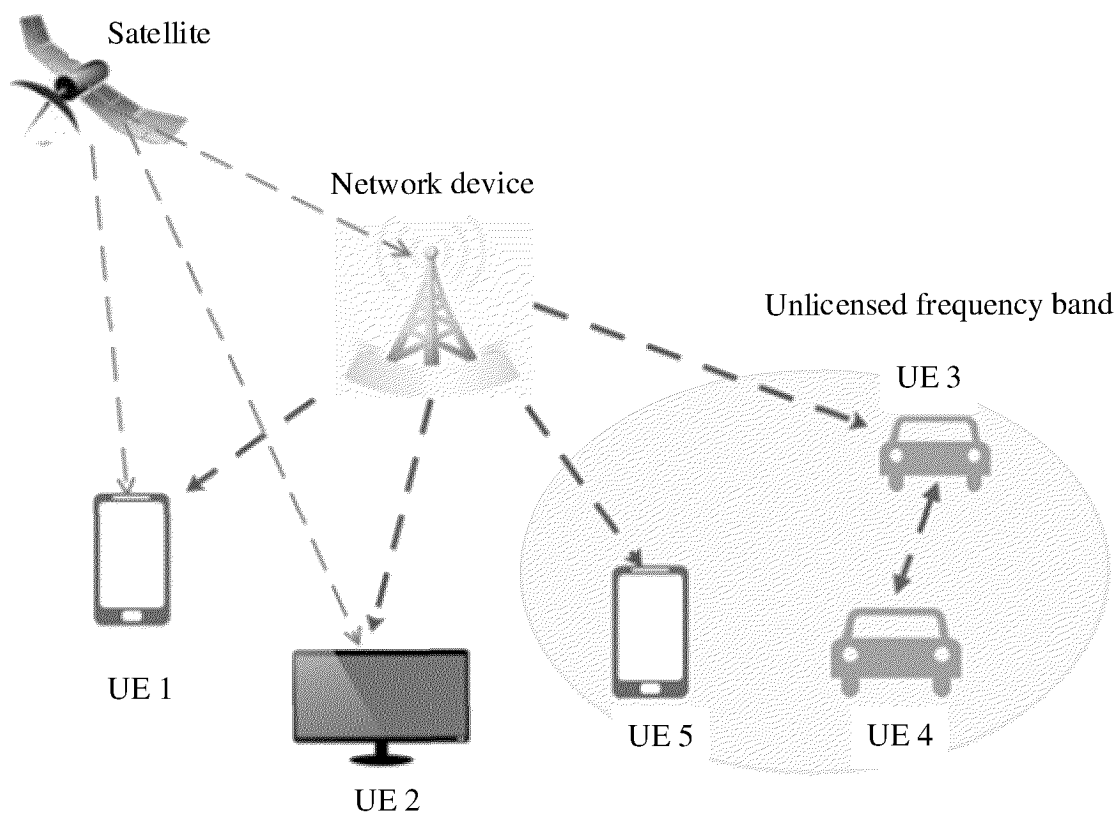 Satellite
Network device
Unlicensed frequency band
UE 3
UE 1
UE 5
UE 4
UE 2